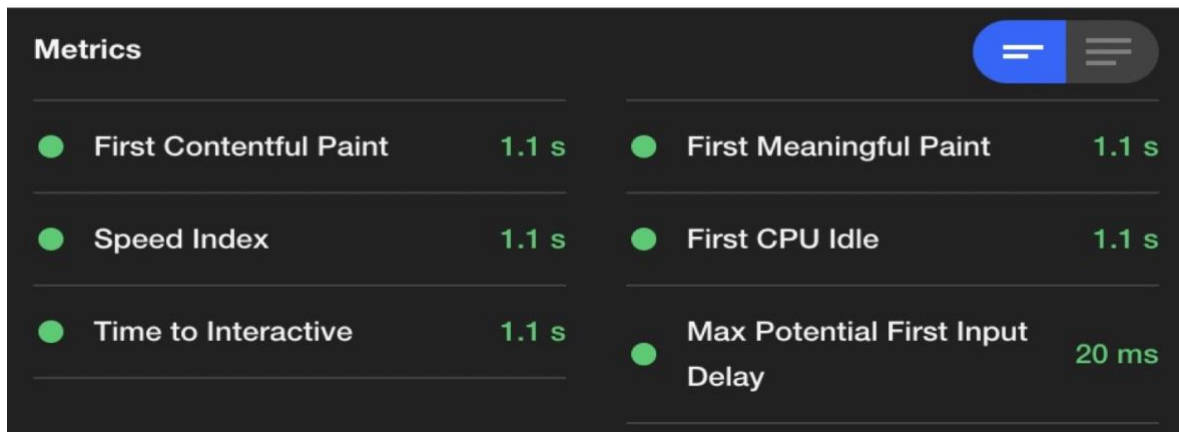 Metrics
First Contentful Paint 1.1 s
First Meaningful Paint 1.1 s
Speed Index 1.1 s
First CPU Idle 1.1 s
Time to Interactive 1.1 s
Max Potential First Input
Delay 20 ms